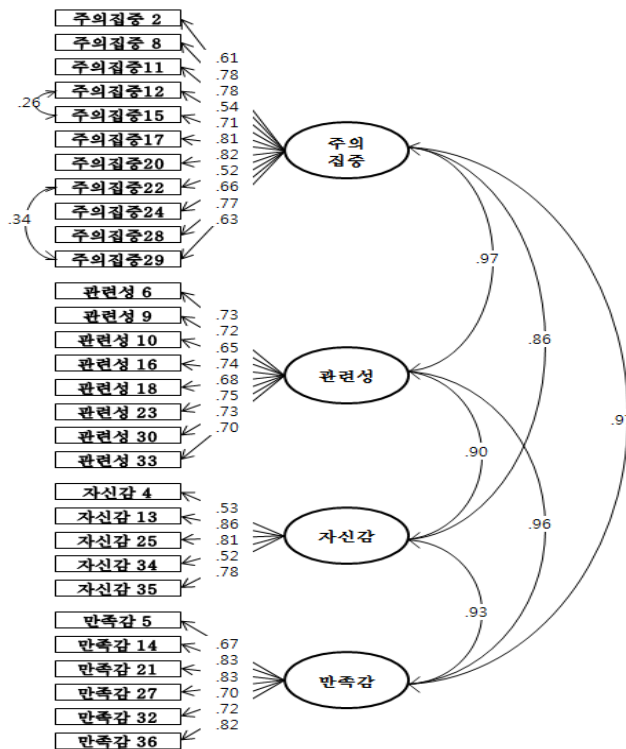 주의집중 2
주의집중 8
주의집중11
주의집중12
주의집중15
주의집중17
주의집중20
주의집중22
주의집중24
주의집중28
주의집중29
.26
.34
.61
.78
.78
.54
.71
.81
.82
.52
.66
.77
.63
주의
집중
관련성 6
관련성 9
관련성 10
관련성 16
관련성 18
관련성 23
관련성 30
관련성 33
.73
.72
.65
.74
.68
.75
.73
.70
관련성
자신감 4
자신감 13
자신감 25
자신감 34
자신감 35
.53
.86
.81
.52
.78
자신감
만족감 5
만족감 14
만족감 21
만족감 27
만족감 32
만족감 36
.67
.83
.83
.70
.72
.82
만족감
.97
.86
.90
.96
.93